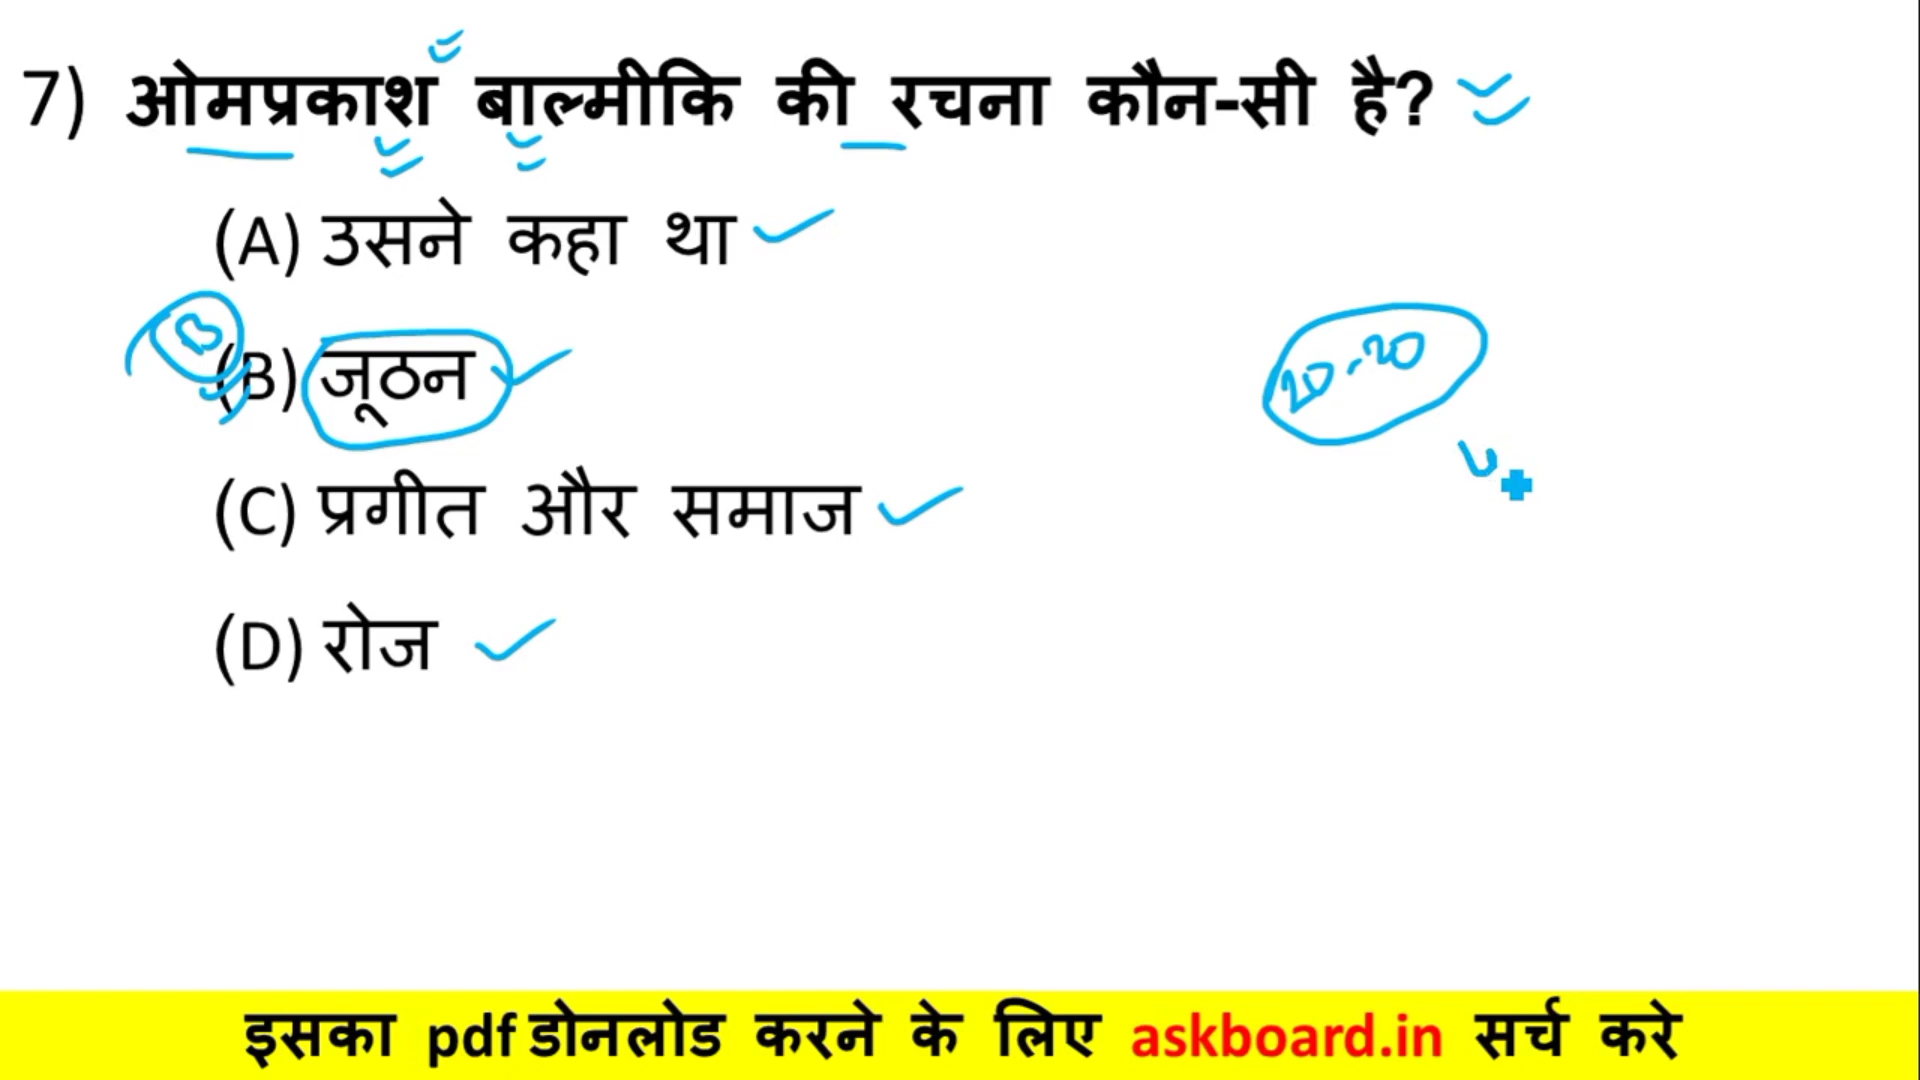 7) ओमप्रकाश बाल्मीकि की रचना कौन-सी है?
(A) उसने कहा था
(B) जूठन
(C) प्रगीत और समाज
(D) रोज
20-20
इसका pdf डोनलोड करने के लिए askboard.in सर्च करे